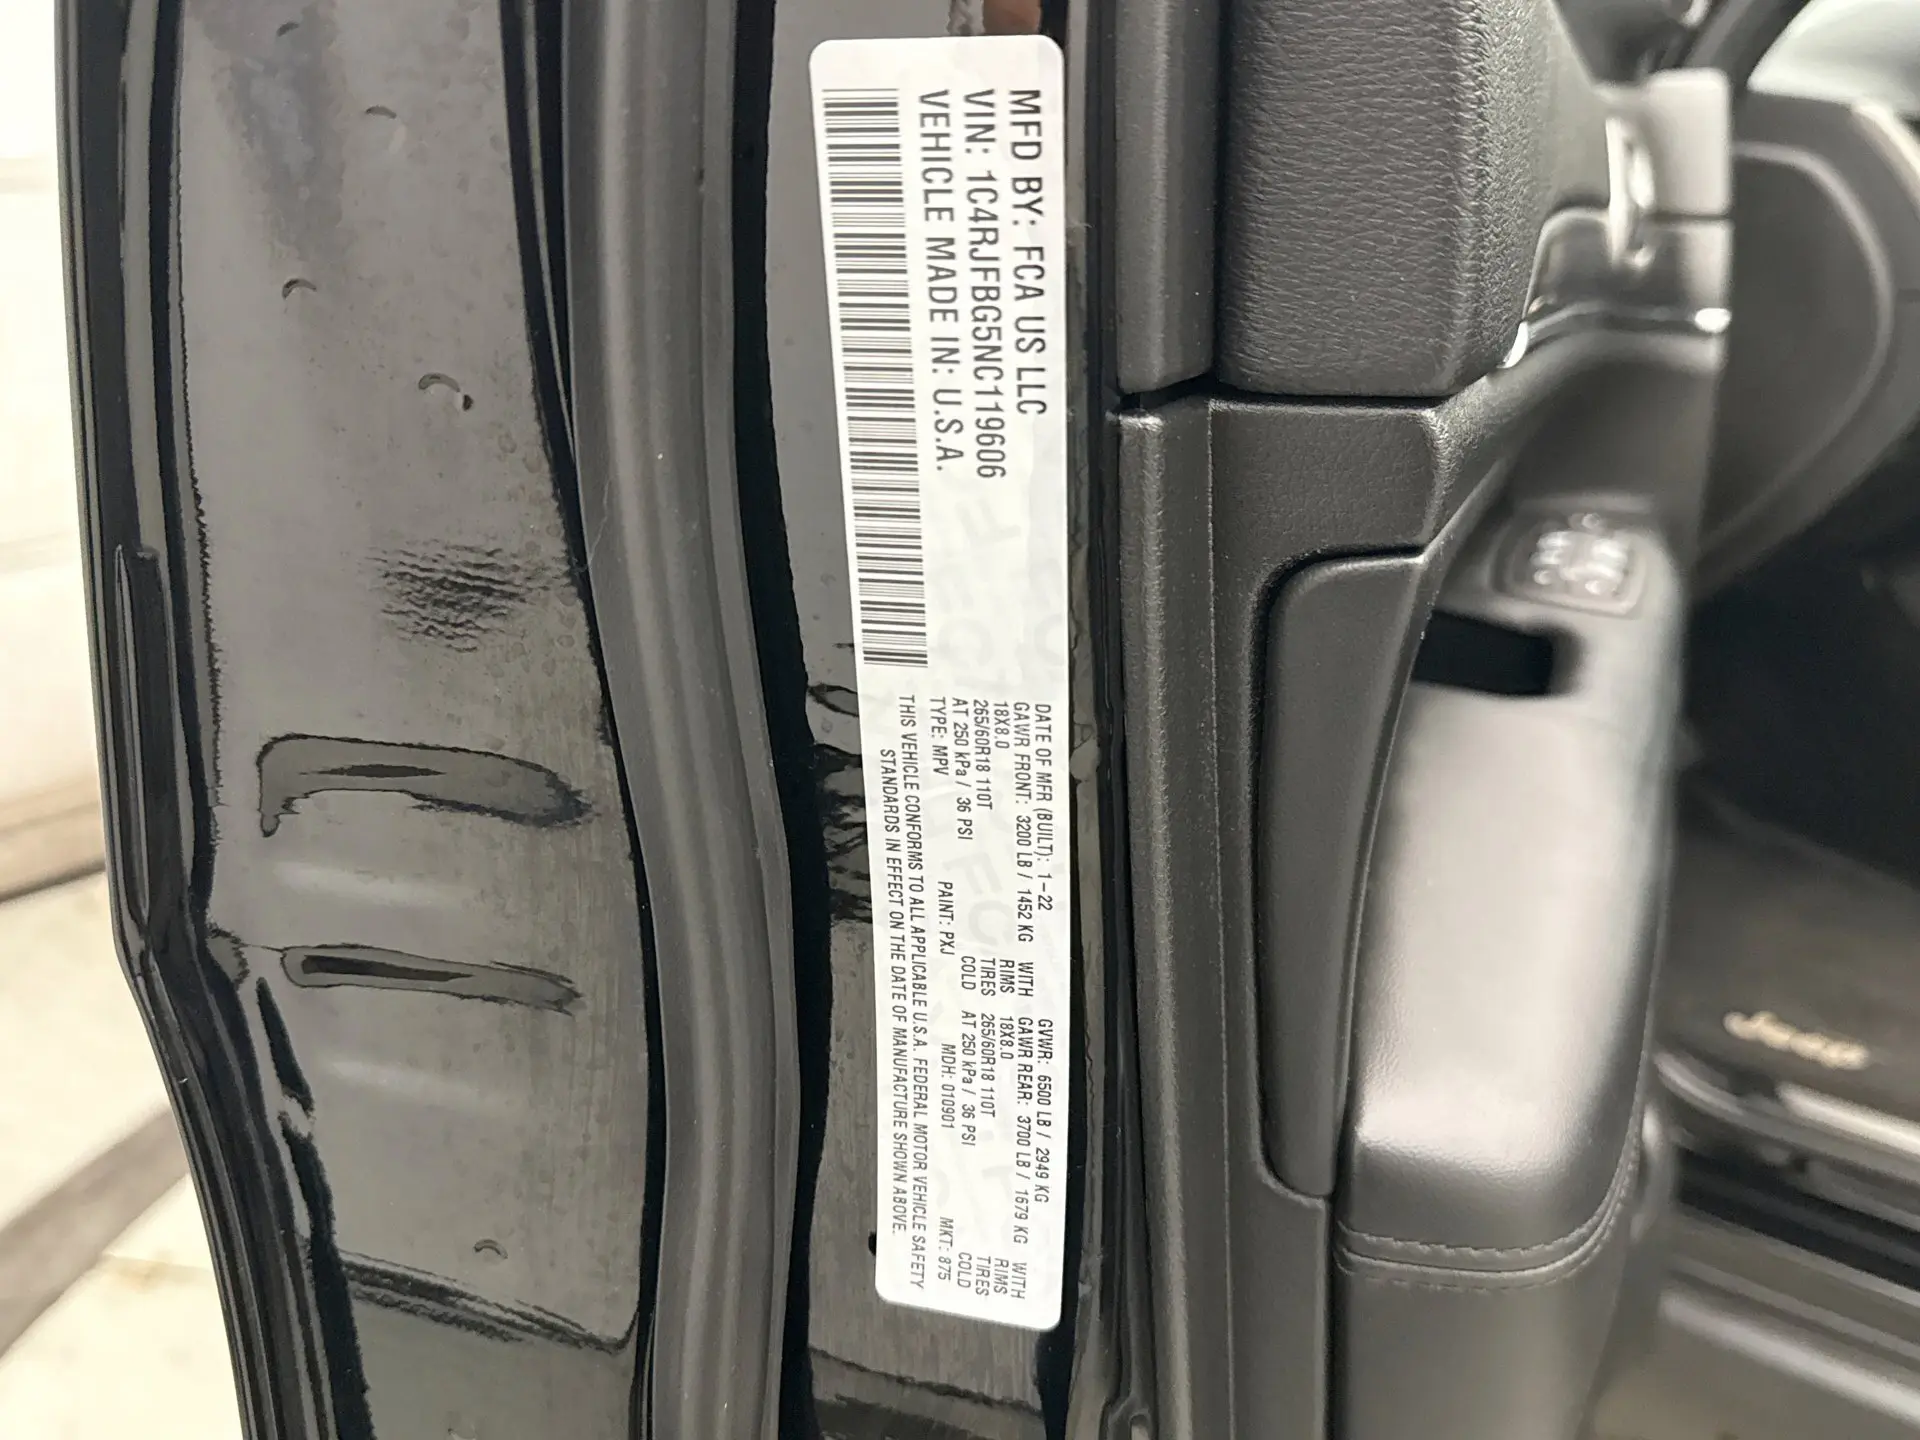 MFD BY: FCA US LLC
VIN: 1C4RJFBG5NC119606
VEHICLE MADE IN: U.S.A.
DATE OF MFR (BUILT): 1-22 GVWR: 6500 LB / 2949 KG
GAWR FRONT: 3200 LB / 1452 KG WITH GAWR REAR: 3700 LB / 1679 KG WITH
18X8.0 RIMS 18X8.0 RIMS
265/60R18 110T TIRES 265/60R18 110T TIRES
AT 250 kPa / 36 PSI COLD AT 250 kPa / 36 PSI COLD
TYPE: MPV PAINT: PXJ MDH: 010901 MKT: 875
THIS VEHICLE CONFORMS TO ALL APPLICABLE U.S.A. FEDERAL MOTOR VEHICLE SAFETY
STANDARDS IN EFFECT ON THE DATE OF MANUFACTURE SHOWN ABOVE.
Jeep